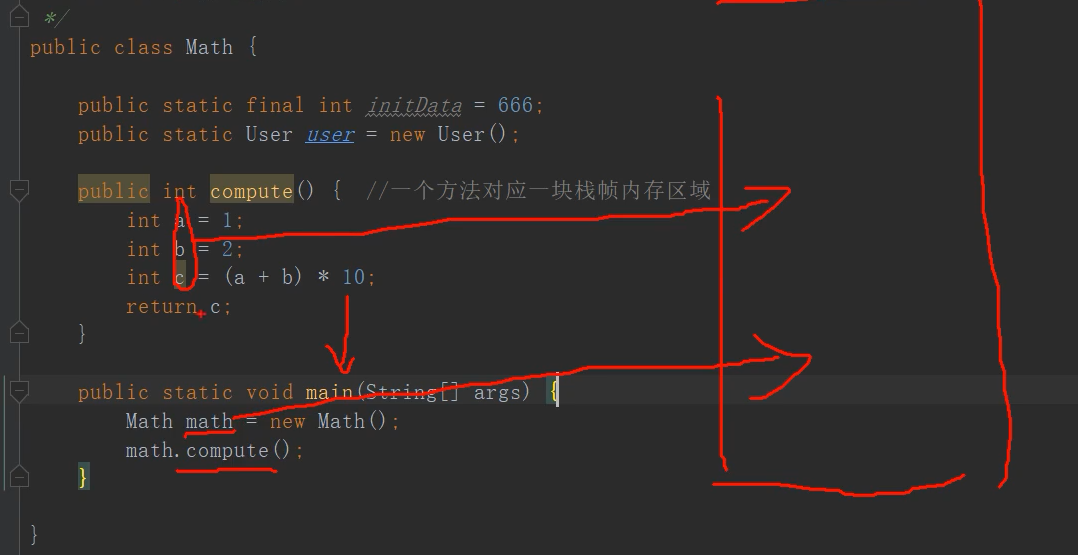 */
public class Math {
public static final int initData = 666;
public static User user = new User();
public int compute() {  //一个方法对应一块栈帧内存区域
int a = 1;
int b = 2;
int c = (a + b) * 10;
return c;
}
public static void main(String[] args) {
Math math = new Math();
math.compute();
}
}